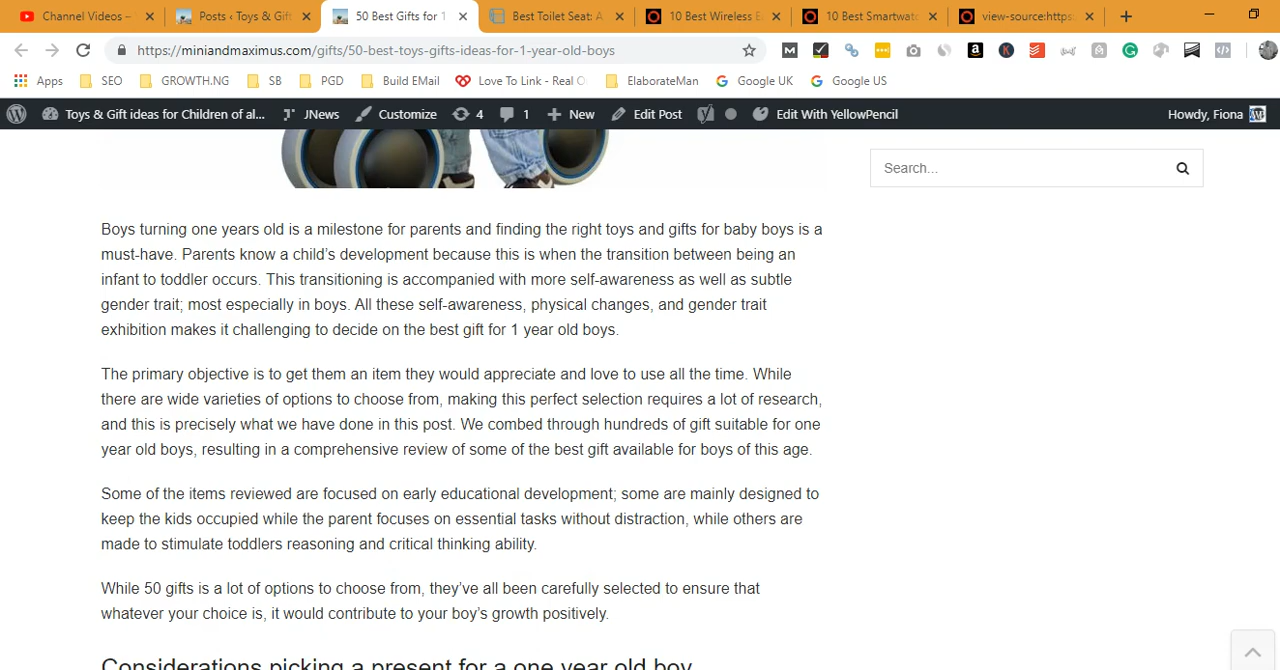 Channel Videos –
Posts ‹ Toys & Gift
50 Best Gifts for 1
Best Toilet Seat: A
10 Best Wireless E
10 Best Smartwatc
view-source:https:
https://miniandmaximus.com/gifts/50-best-toys-gifts-ideas-for-1-year-old-boys
Apps SEO GROWTH.NG SB PGD Build EMail Love To Link - Real O ElaborateMan Google UK Google US
Toys & Gift ideas for Children of al... JNews Customize 4 1 New Edit Post Edit With YellowPencil Howdy, Fiona
Search...
Boys turning one years old is a milestone for parents and finding the right toys and gifts for baby boys is a
must-have. Parents know a child’s development because this is when the transition between being an
infant to toddler occurs. This transitioning is accompanied with more self-awareness as well as subtle
gender trait; most especially in boys. All these self-awareness, physical changes, and gender trait
exhibition makes it challenging to decide on the best gift for 1 year old boys.
The primary objective is to get them an item they would appreciate and love to use all the time. While
there are wide varieties of options to choose from, making this perfect selection requires a lot of research,
and this is precisely what we have done in this post. We combed through hundreds of gift suitable for one
year old boys, resulting in a comprehensive review of some of the best gift available for boys of this age.
Some of the items reviewed are focused on early educational development; some are mainly designed to
keep the kids occupied while the parent focuses on essential tasks without distraction, while others are
made to stimulate toddlers reasoning and critical thinking ability.
While 50 gifts is a lot of options to choose from, they’ve all been carefully selected to ensure that
whatever your choice is, it would contribute to your boy’s growth positively.
Considerations picking a present for a one year old boy